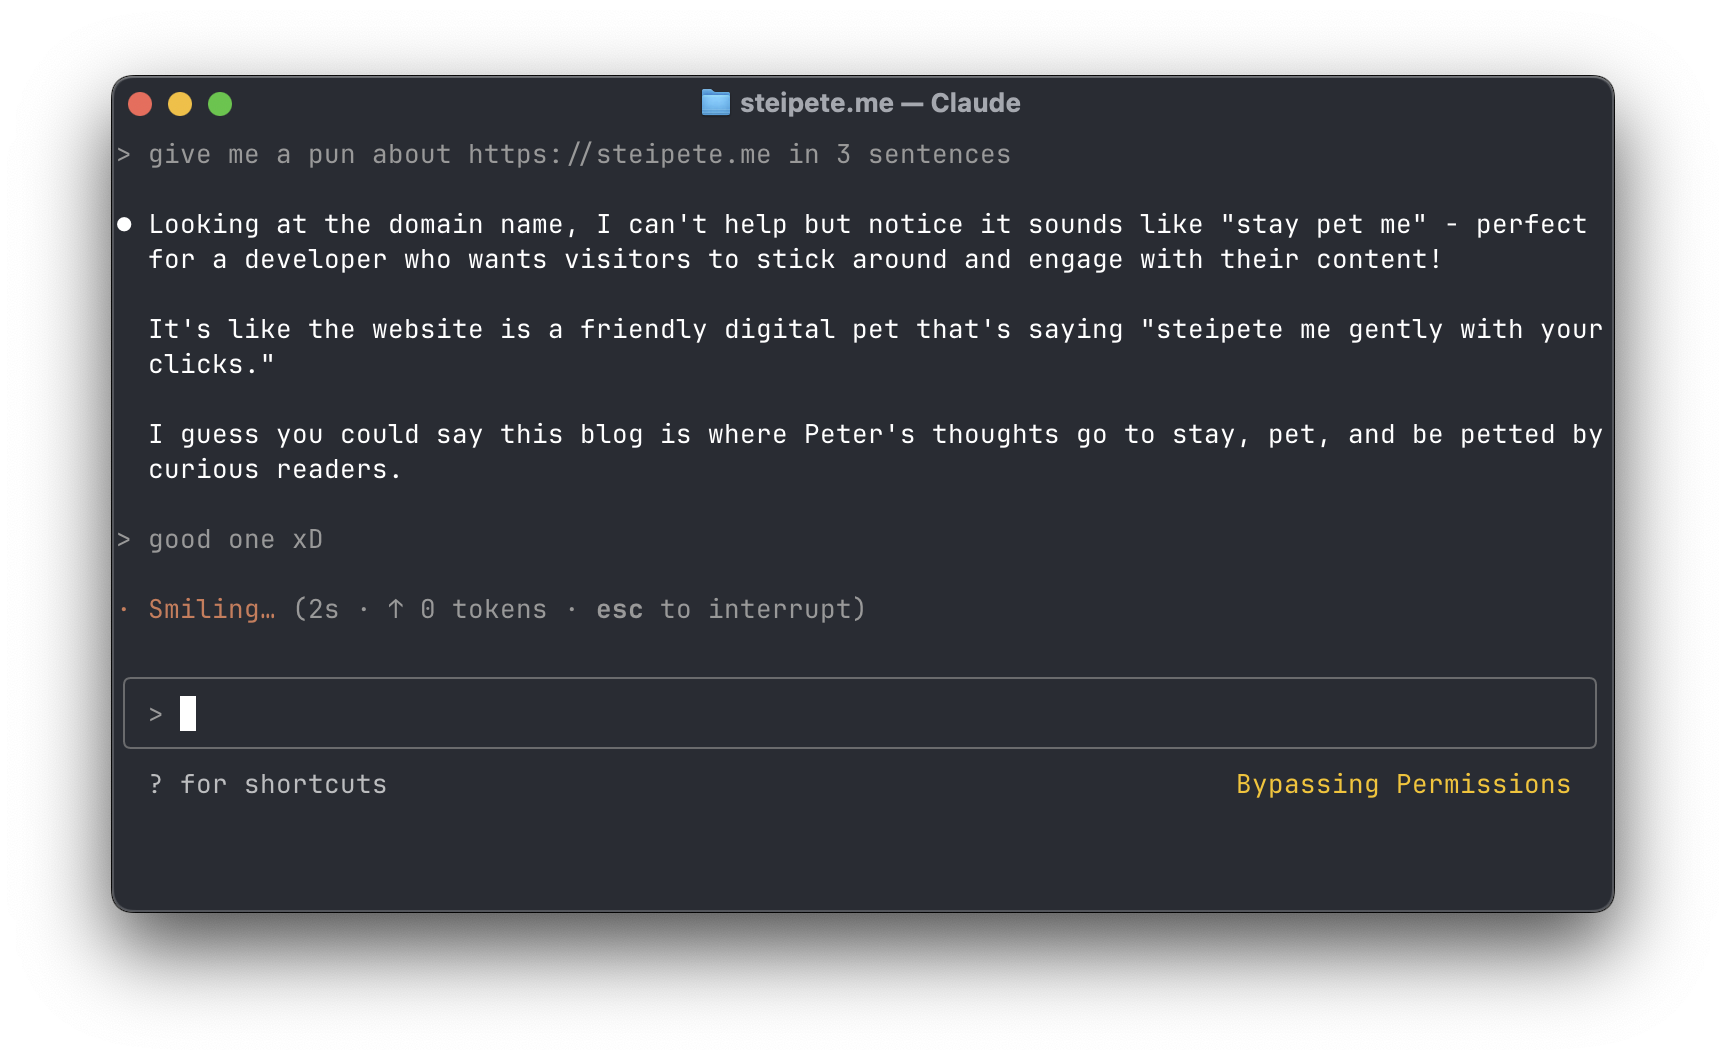 steipete.me — Claude
> give me a pun about https://steipete.me in 3 sentences
● Looking at the domain name, I can't help but notice it sounds like "stay pet me" - perfect
for a developer who wants visitors to stick around and engage with their content!
It's like the website is a friendly digital pet that's saying "steipete me gently with your
clicks."
I guess you could say this blog is where Peter's thoughts go to stay, pet, and be petted by
curious readers.
> good one xD
· Smiling… (2s · ↑ 0 tokens · esc to interrupt)
>
? for shortcuts
Bypassing Permissions